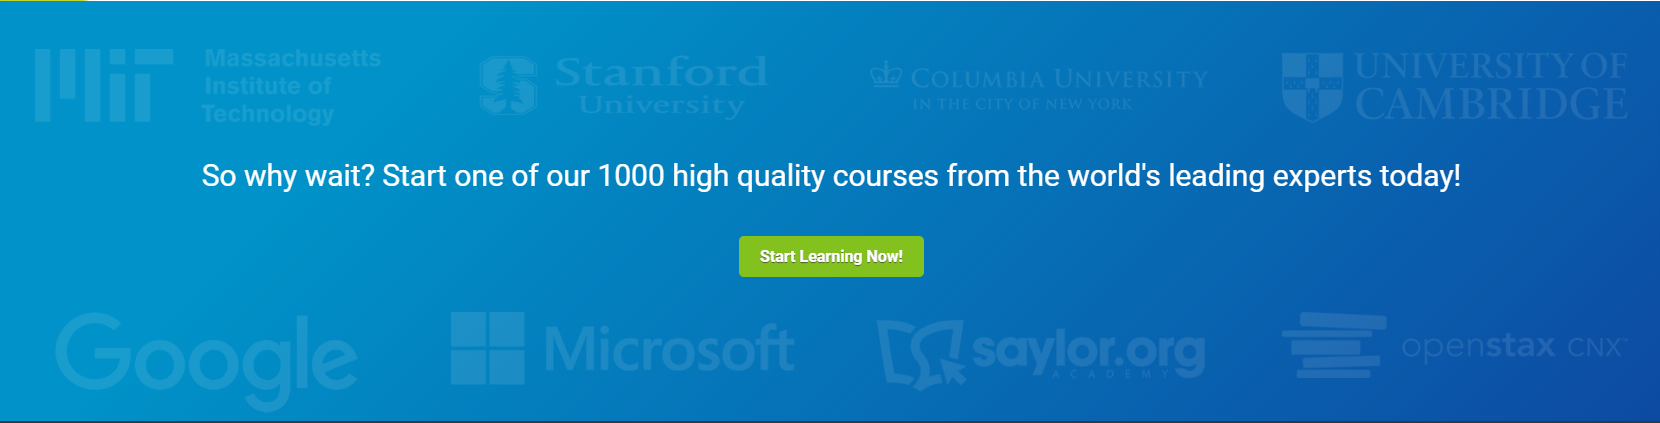 MiT Massachusetts
Institute of
Technology
S Stanford
University
COLUMBIA UNIVERSITY
IN THE CITY OF NEW YORK
UNIVERSITY OF
CAMBRIDGE
So why wait? Start one of our 1000 high quality courses from the world's leading experts today!
Start Learning Now!
Google
Microsoft
saylor.org
ACADEMY
openstax CNX™